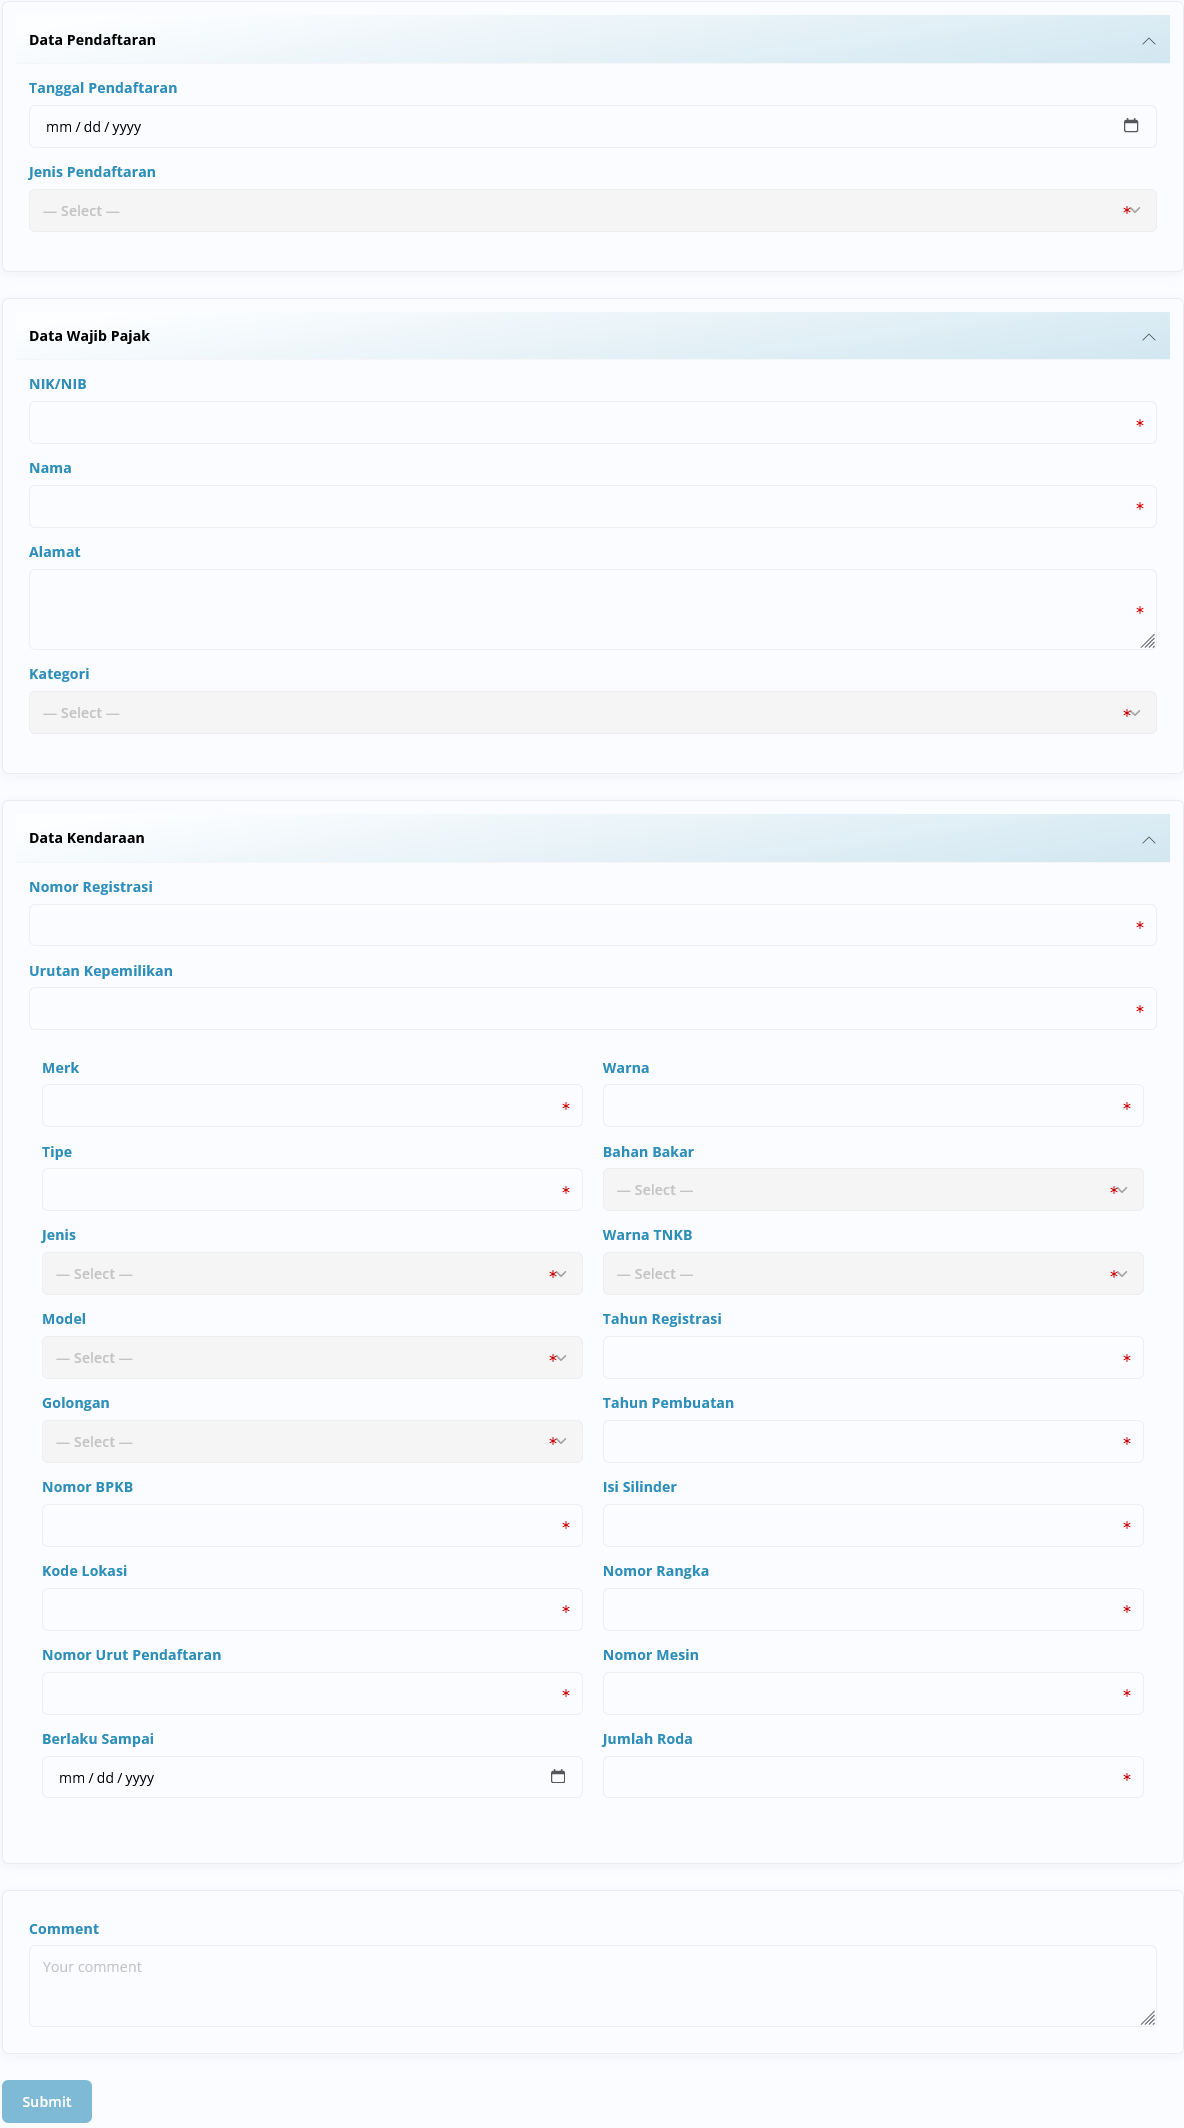 Data Pendaftaran
Tanggal Pendaftaran
mm / dd / yyyy
Jenis Pendaftaran
— Select — *
Data Wajib Pajak
NIK/NIB
*
Nama
*
Alamat
*
Kategori
— Select — *
Data Kendaraan
Nomor Registrasi
*
Urutan Kepemilikan
*
Merk
*
Warna
*
Tipe
*
Bahan Bakar
— Select — *
Jenis
— Select — *
Warna TNKB
— Select — *
Model
— Select — *
Tahun Registrasi
*
Golongan
— Select — *
Tahun Pembuatan
*
Nomor BPKB
*
Isi Silinder
*
Kode Lokasi
*
Nomor Rangka
*
Nomor Urut Pendaftaran
*
Nomor Mesin
*
Berlaku Sampai
mm / dd / yyyy
Jumlah Roda
*
Comment
Your comment
Submit